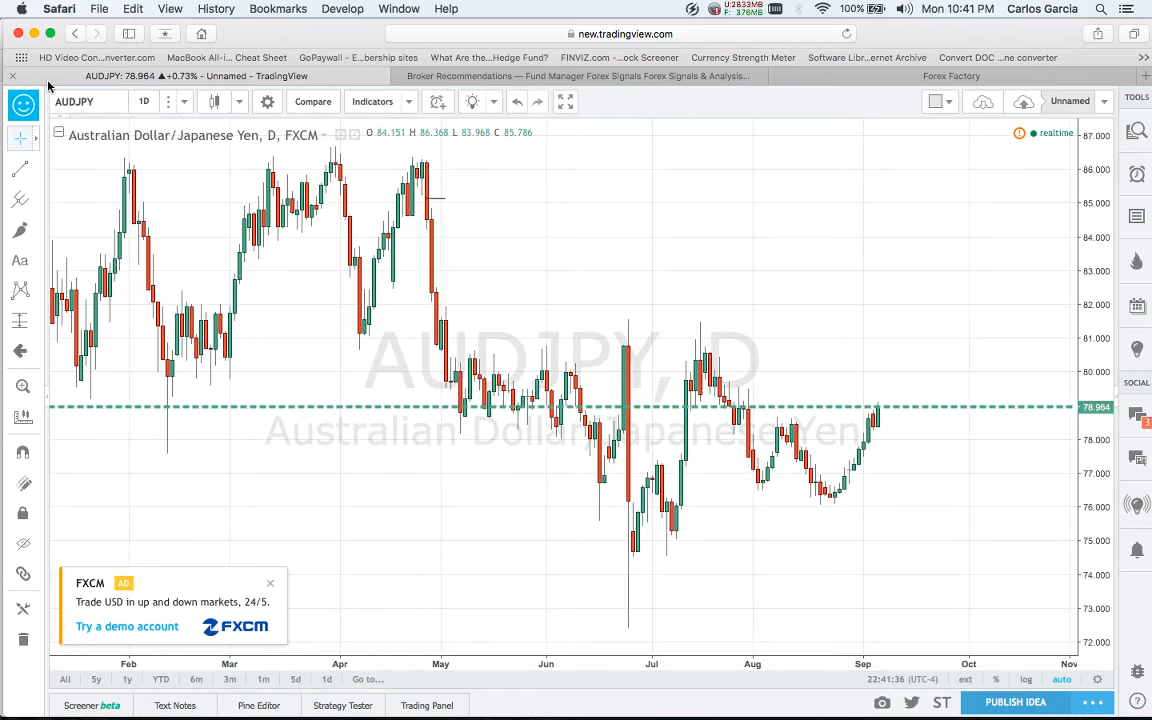 Safari File Edit View History Bookmarks Develop Window Help U:2833MB F: 376MB 100% Mon 10:41 PM Carlos Garcia
new.tradingview.com
HD Video Con...nverter.com MacBook All-i... Cheat Sheet GoPaywall - E...bership sites What Are the...Hedge Fund? FINVIZ.com -...ock Screener Currency Strength Meter Software Libr...ernet Archive Convert DOC ...ne converter
AUDJPY: 78.964 ▲+0.73% - Unnamed - TradingView Broker Recommendations — Fund Manager Forex Signals Forex Signals & Analysis... Forex Factory
AUDJPY 1D Compare Indicators Unnamed TOOLS
Australian Dollar/Japanese Yen, D, FXCM O 84.151 H 86.368 L 83.968 C 85.786 realtime
87.000
86.000
85.000
84.000
83.000
82.000
81.000
80.000
78.964
78.000
77.000
76.000
75.000
74.000
73.000
72.000
AUDJPY, D
Australian Dollar/Japanese Yen
Aa
SOCIAL
3
FXCM AD
Trade USD in up and down markets, 24/5.
Try a demo account FXCM
Feb Mar Apr May Jun Jul Aug Sep Oct Nov
All 5y 1y YTD 6m 3m 1m 5d 1d Go to... 22:41:36 (UTC-4) ext % log auto
Screener beta Text Notes Pine Editor Strategy Tester Trading Panel ST PUBLISH IDEA